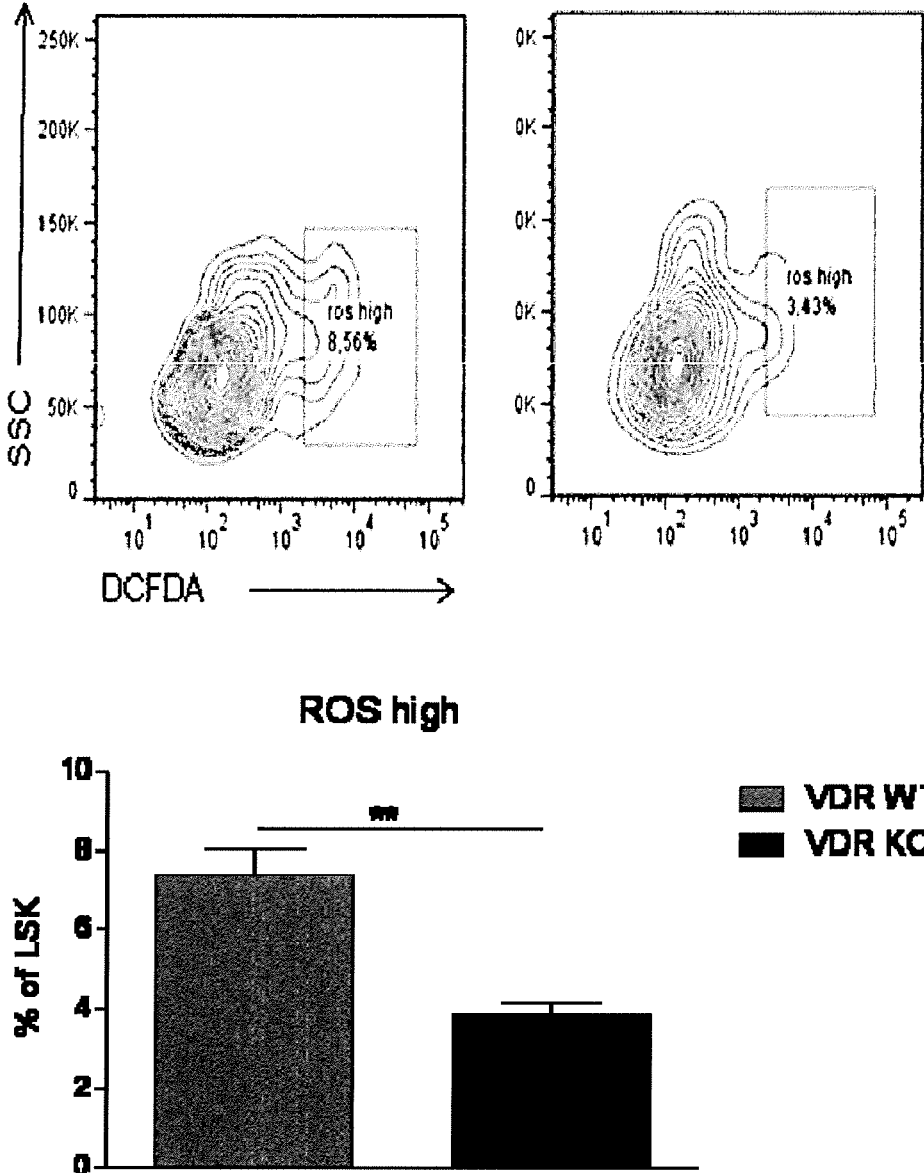 250K
200K
150K
100K
50K
0
SSC
ros high
8,56%
10^1 10^2 10^3 10^4 10^5
DCFDA
0K
0K
0K
0K
0K
0
ros high
3,43%
10^1 10^2 10^3 10^4 10^5
ROS high
% of LSK
10
8
6
4
2
0
**
VDR WT
VDR KO